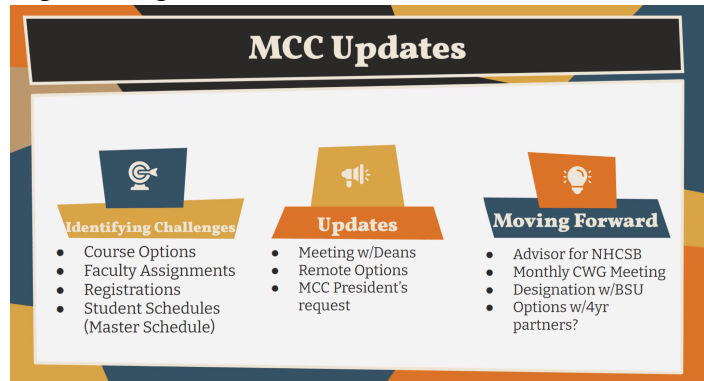 MCC Updates
Identifying Challenges
● Course Options
● Faculty Assignments
● Registrations
● Student Schedules
(Master Schedule)
Updates
● Meeting w/Deans
● Remote Options
● MCC President's
request
Moving Forward
● Advisor for NHCSB
● Monthly CWG Meeting
● Designation w/BSU
● Options w/4yr
partners?